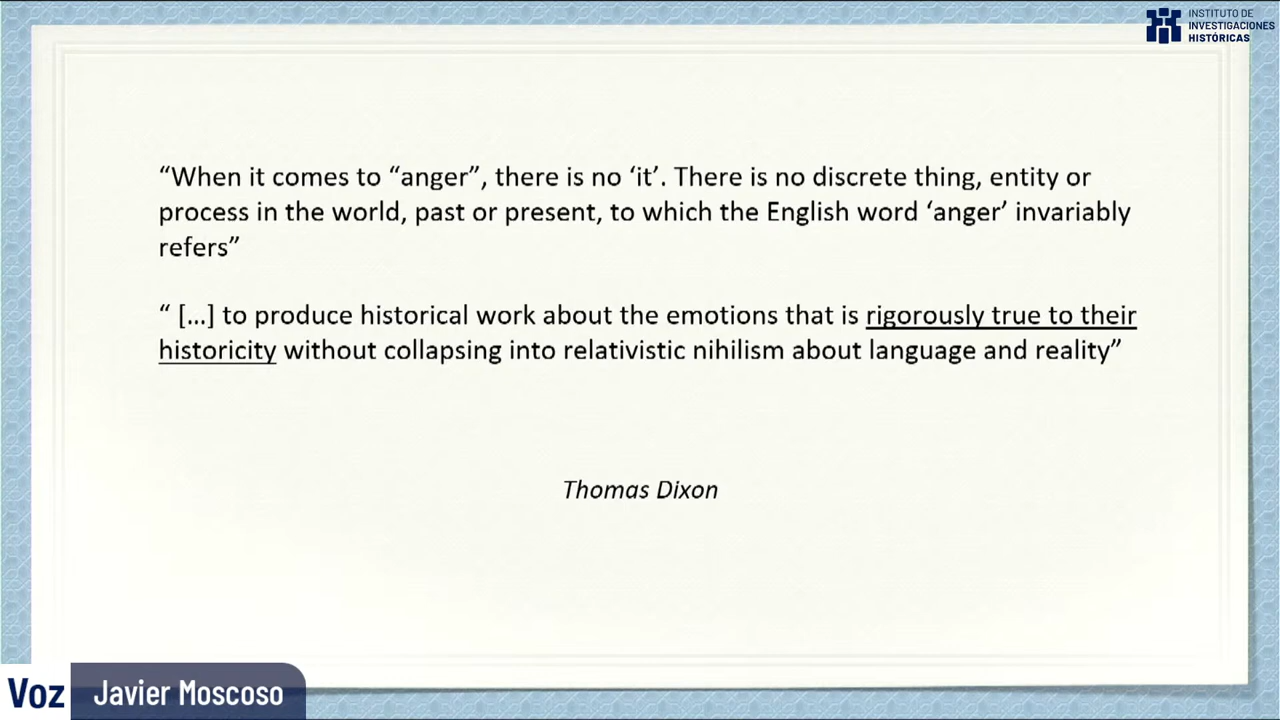 INSTITUTO DE
INVESTIGACIONES
HISTÓRICAS
“When it comes to “anger”, there is no ‘it’. There is no discrete thing, entity or
process in the world, past or present, to which the English word ‘anger’ invariably
refers”
“ [...] to produce historical work about the emotions that is rigorously true to their
historicity without collapsing into relativistic nihilism about language and reality”
Thomas Dixon
Voz Javier Moscoso